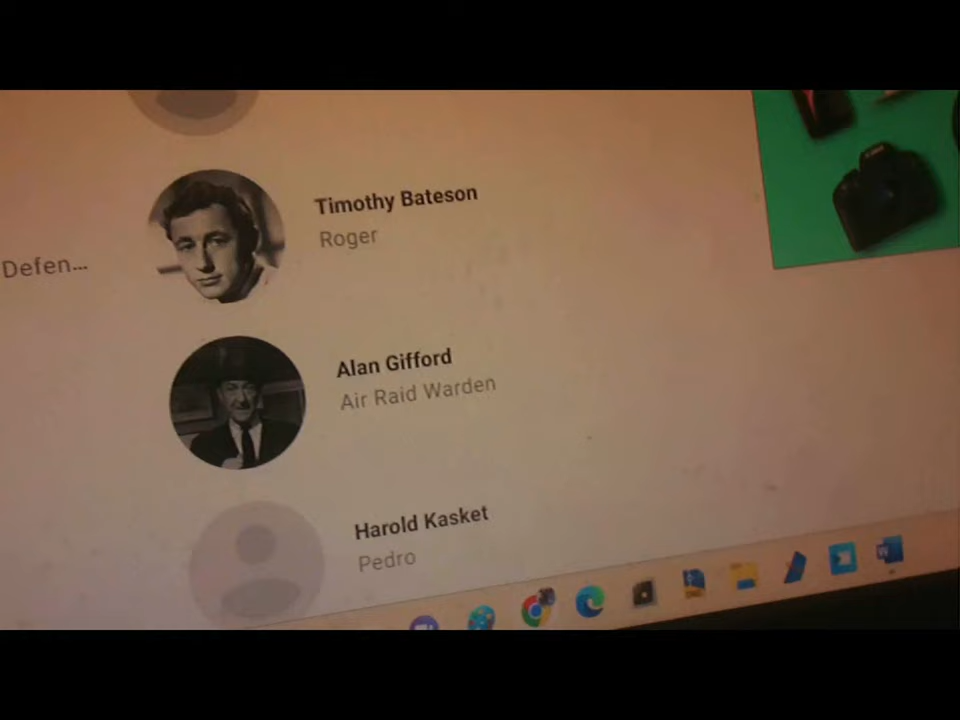 Timothy Bateson
Roger
Defen...
Alan Gifford
Air Raid Warden
Harold Kasket
Pedro